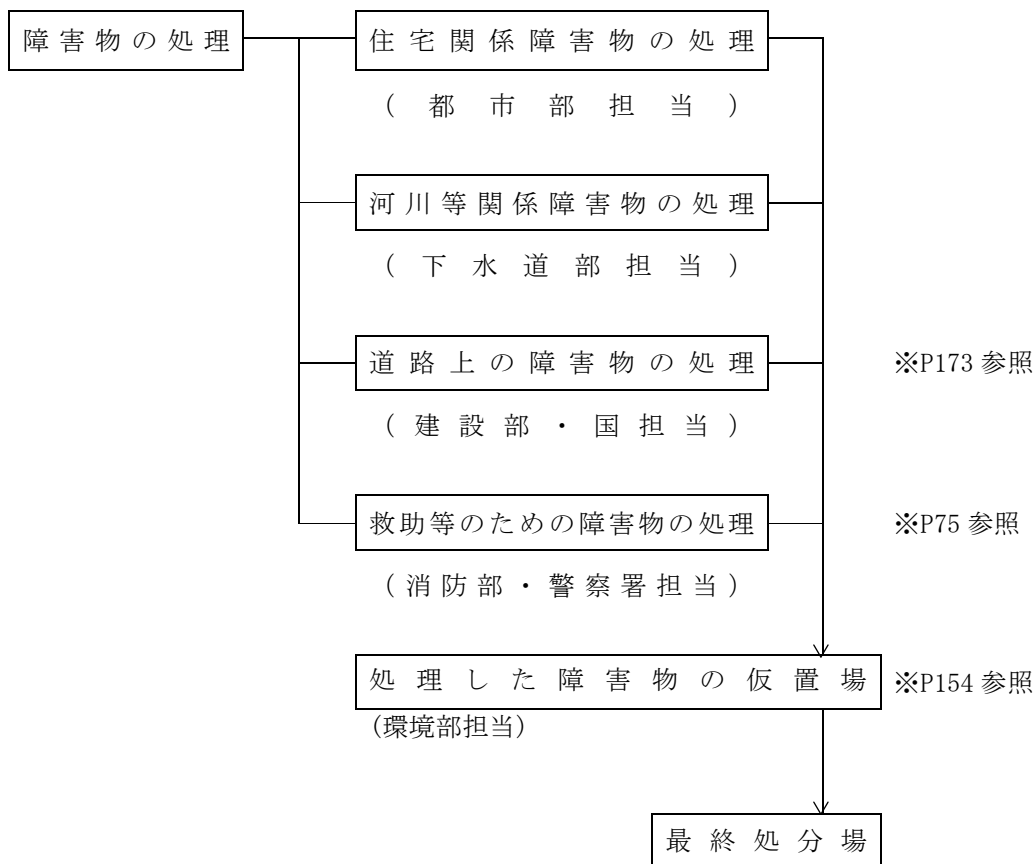 障害物の処理
住宅関係障害物の処理
(都市部担当)
河川等関係障害物の処理
(下水道部担当)
道路上の障害物の処理 ※P173 参照
(建設部・国担当)
救助等のための障害物の処理 ※P75 参照
(消防部・警察署担当)
処理した障害物の仮置場 ※P154 参照
(環境部担当)
最終処分場